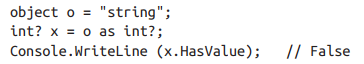 object o = "string";
int? x = o as int?;
Console.WriteLine (x.HasValue);   // False